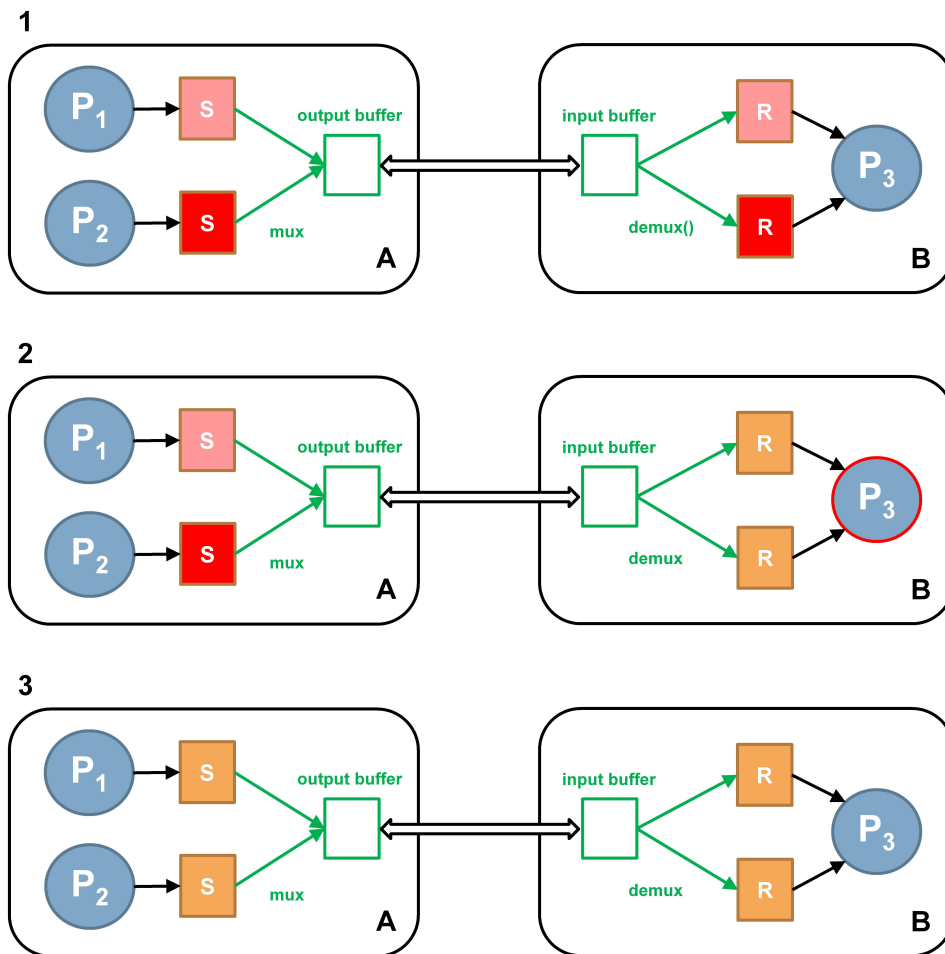 1
P1 S output buffer input buffer R P3
P2 S mux demux() R
A B
2
P1 S output buffer input buffer R P3
P2 S mux demux R
A B
3
P1 S output buffer input buffer R P3
P2 S mux demux R
A B